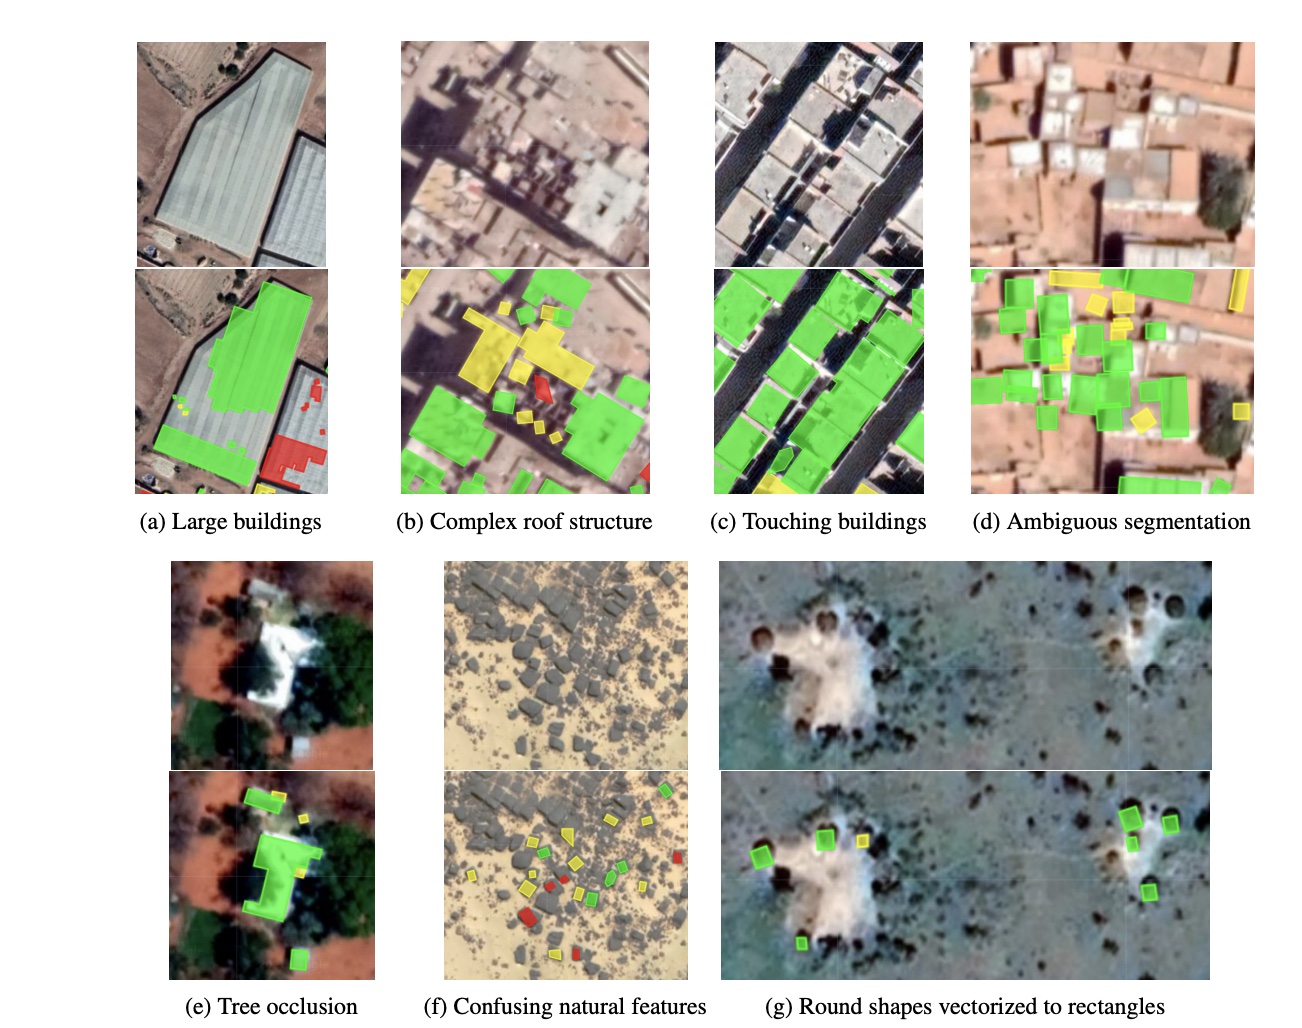 (a) Large buildings
(b) Complex roof structure
(c) Touching buildings
(d) Ambiguous segmentation
(e) Tree occlusion
(f) Confusing natural features
(g) Round shapes vectorized to rectangles